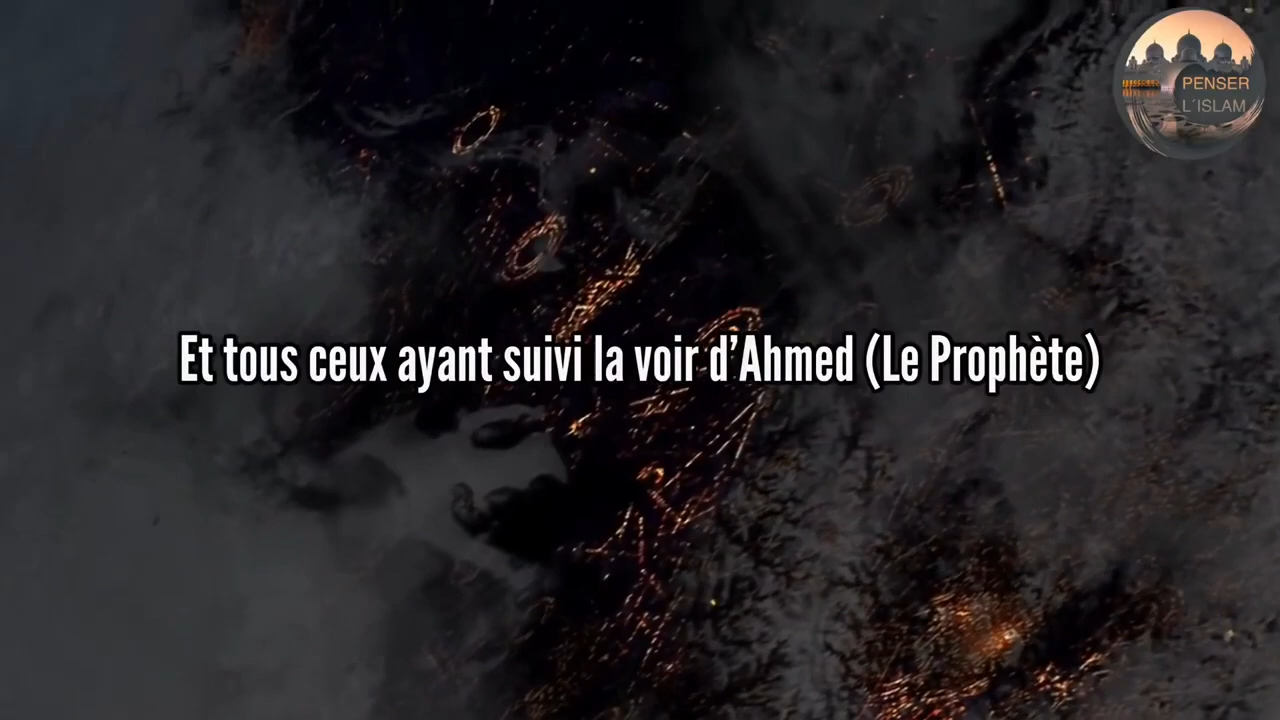 PENSER
L'ISLAM
Et tous ceux ayant suivi la voir d’Ahmed (Le Prophète)